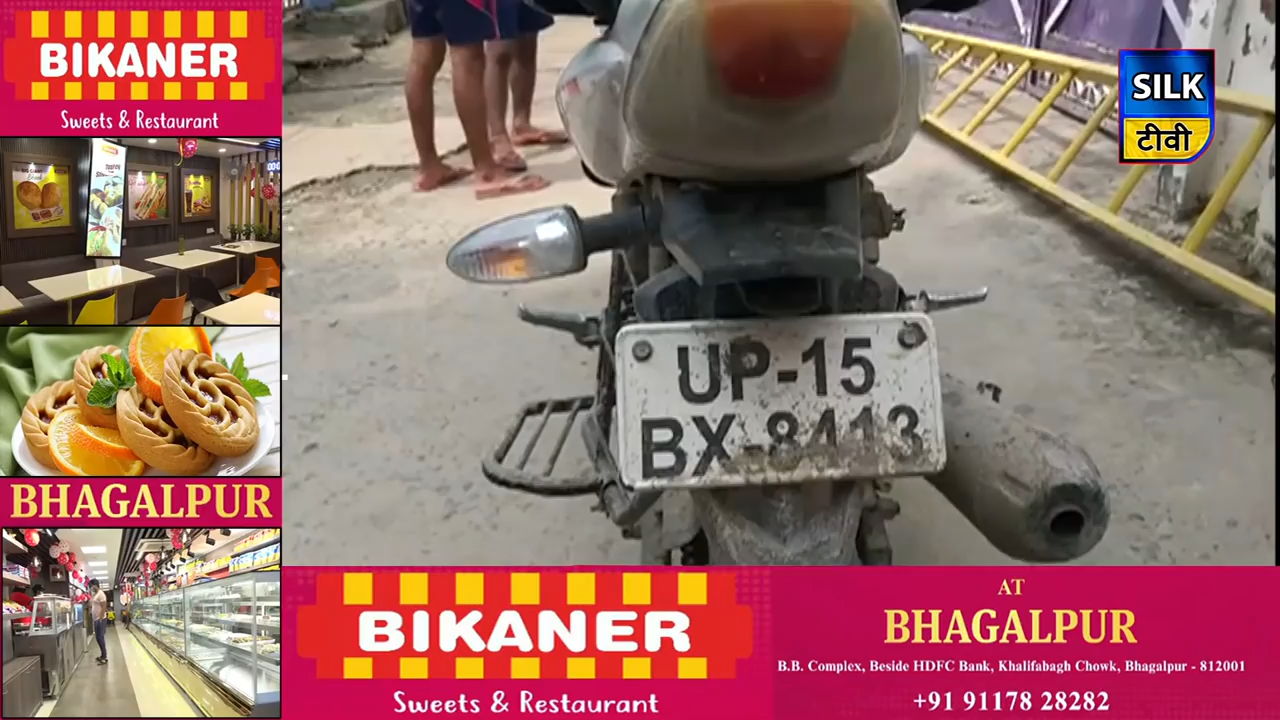 BIKANER
Sweets & Restaurant
BHAGALPUR
SILK
टीवी
UP-15
BX-8413
BIKANER
Sweets & Restaurant
AT
BHAGALPUR
B.B. Complex, Beside HDFC Bank, Khalifabagh Chowk, Bhagalpur - 812001
+91 91178 28282